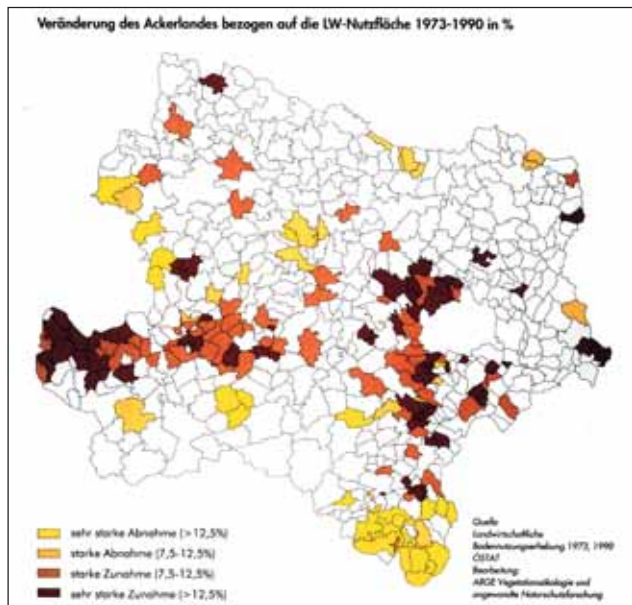 Veränderung des Ackerlandes bezogen auf die LW-Nutzfläche 1973-1990 in %
sehr starke Abnahme (>12,5%)
starke Abnahme (7,5-12,5%)
starke Zunahme (7,5-12,5%)
sehr starke Zunahme (>12,5%)
Quelle
Landwirtschaftliche
Bodennutzungserhebung 1973, 1990
ÖSTAT
Bearbeitung:
ARGE Vegetationsökologie und
angewandte Naturschutzforschung